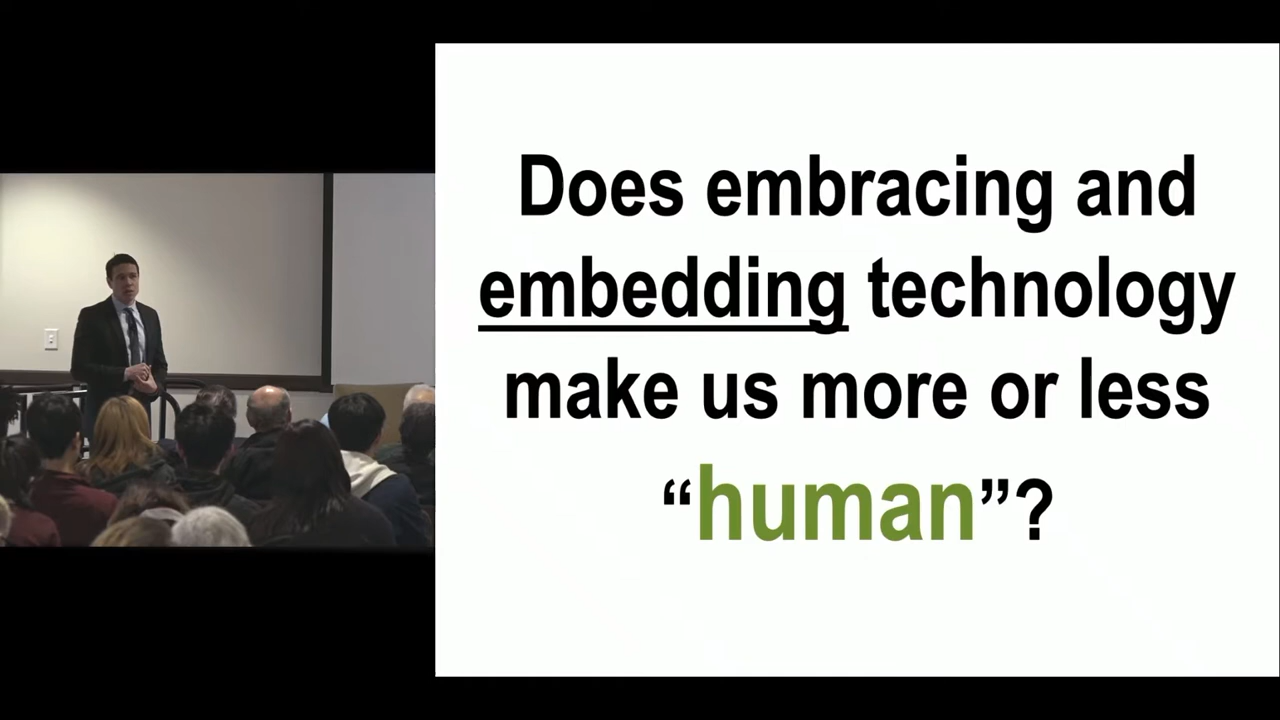 Does embracing and
embedding technology
make us more or less
“human”?